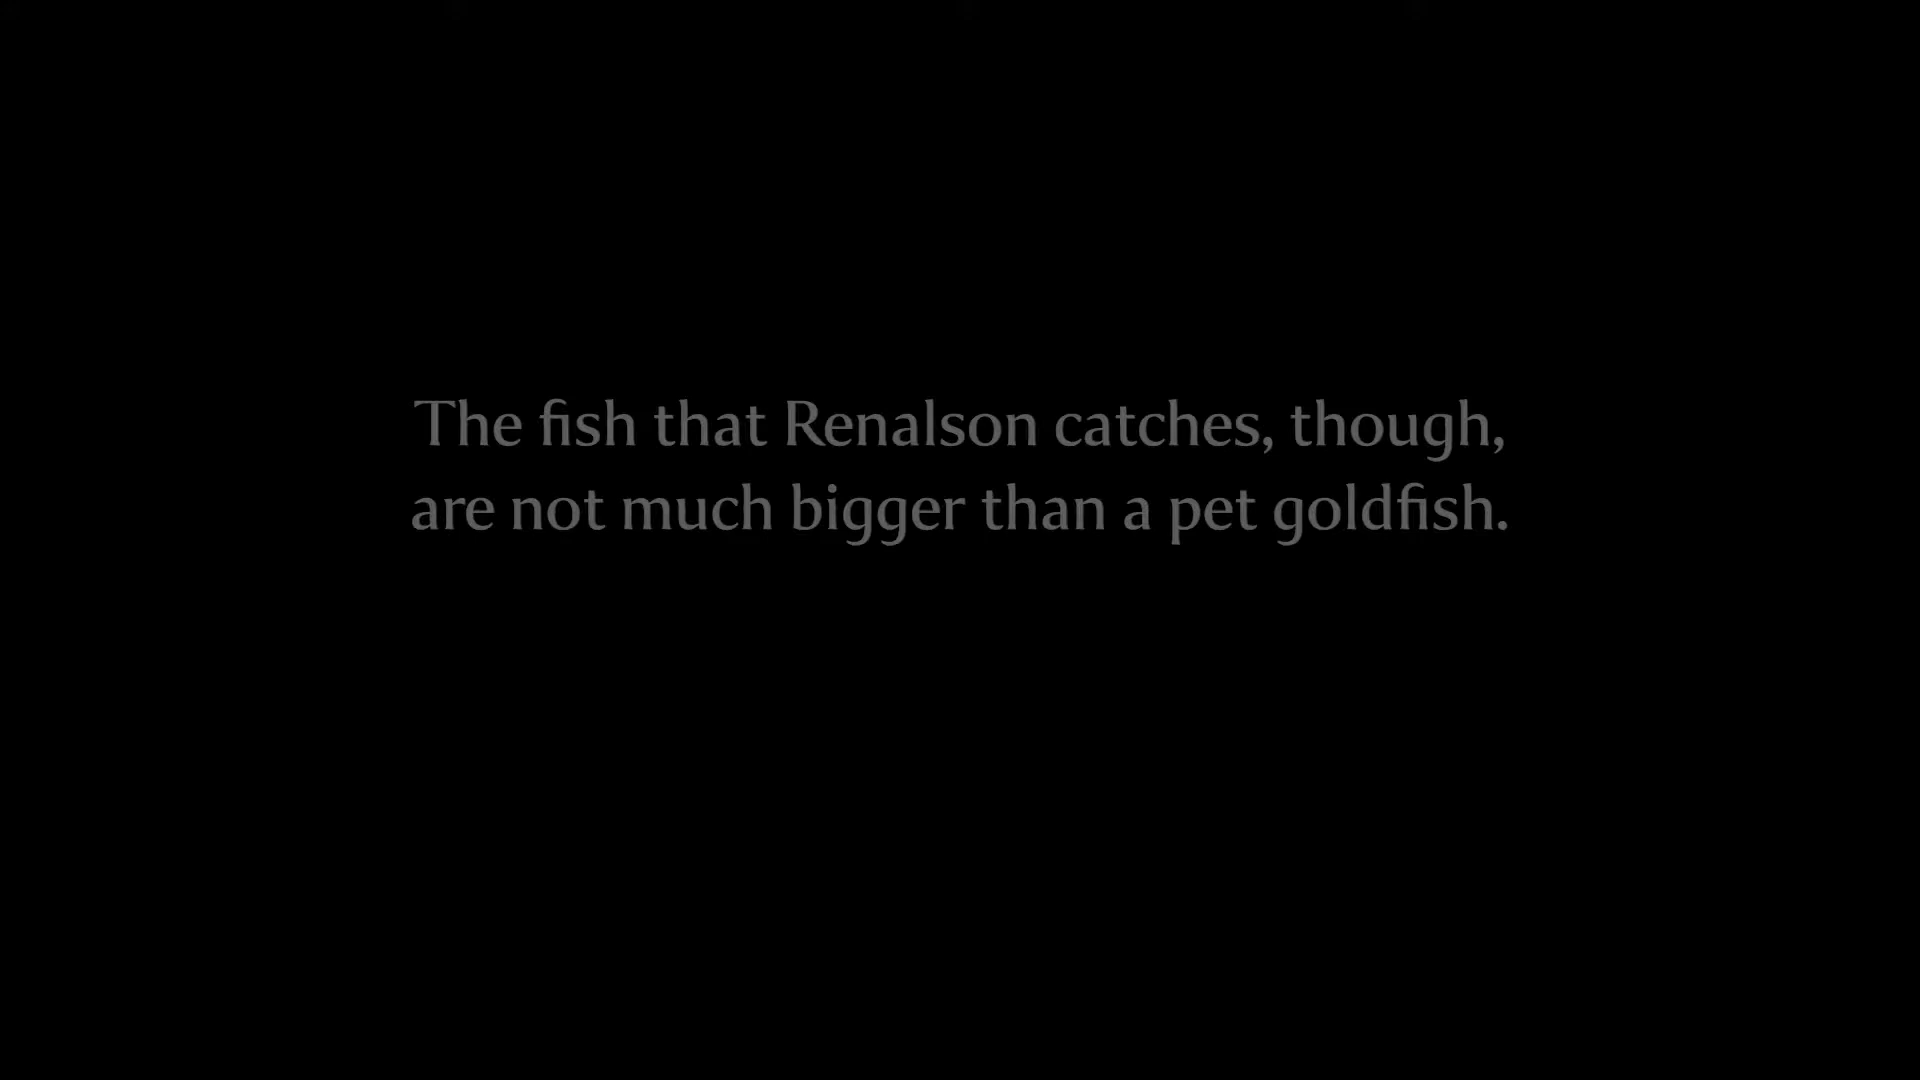 The fish that Renalson catches, though,
are not much bigger than a pet goldfish.